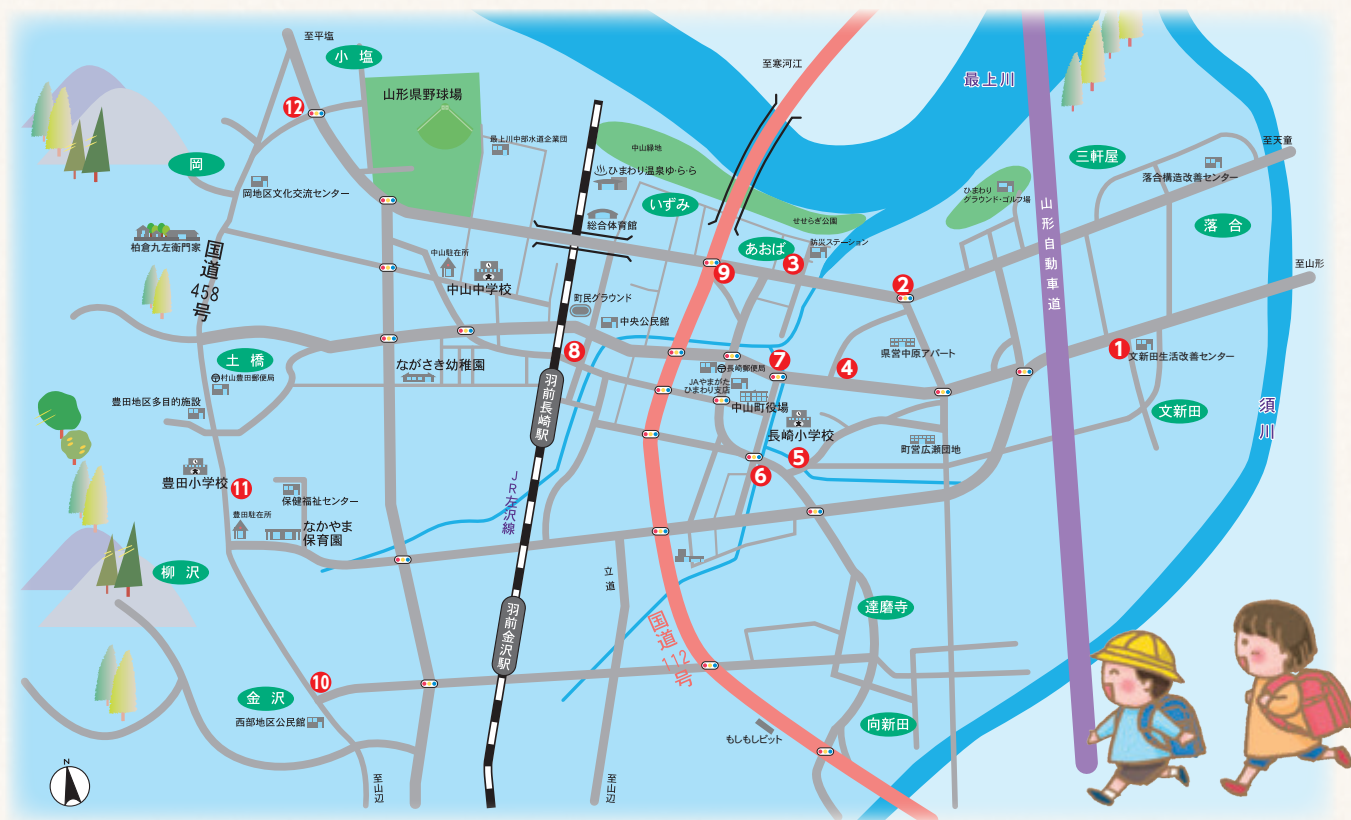 至平塩
小塩
山形県野球場
至寒河江
最上川
12
最上川中部水道企業団
中山緑地
至天童
三軒屋
岡
岡地区文化交流センター
ひまわり温泉ゆ・ら・ら
いずみ
ひまわり
グラウンド・ゴルフ場
落合構造改善センター
山形自動車道
総合体育館
せせらぎ公園
落合
柏倉九左衛門家
国道
458
号
中山駐在所
中山中学校
あおば
防災ステーション
3
9
2
至山形
町民グラウンド
中央公民館
土橋
村山豊田郵便局
ながさき幼稚園
8
長崎郵便局
7
4
県営中原アパート
1
文新田生活改善センター
JAやまがた
ひまわり支店
中山町役場
豊田地区多目的施設
羽前長崎駅
長崎小学校
文新田
須川
町営広瀬団地
5
6
豊田小学校
11
保健福祉センター
JR左沢線
豊田駐在所
なかやま
保育園
柳沢
立道
羽前金沢駅
国道
112
号
達磨寺
10
金沢
西部地区公民館
向新田
もしもしピット
N
至山辺
至山辺